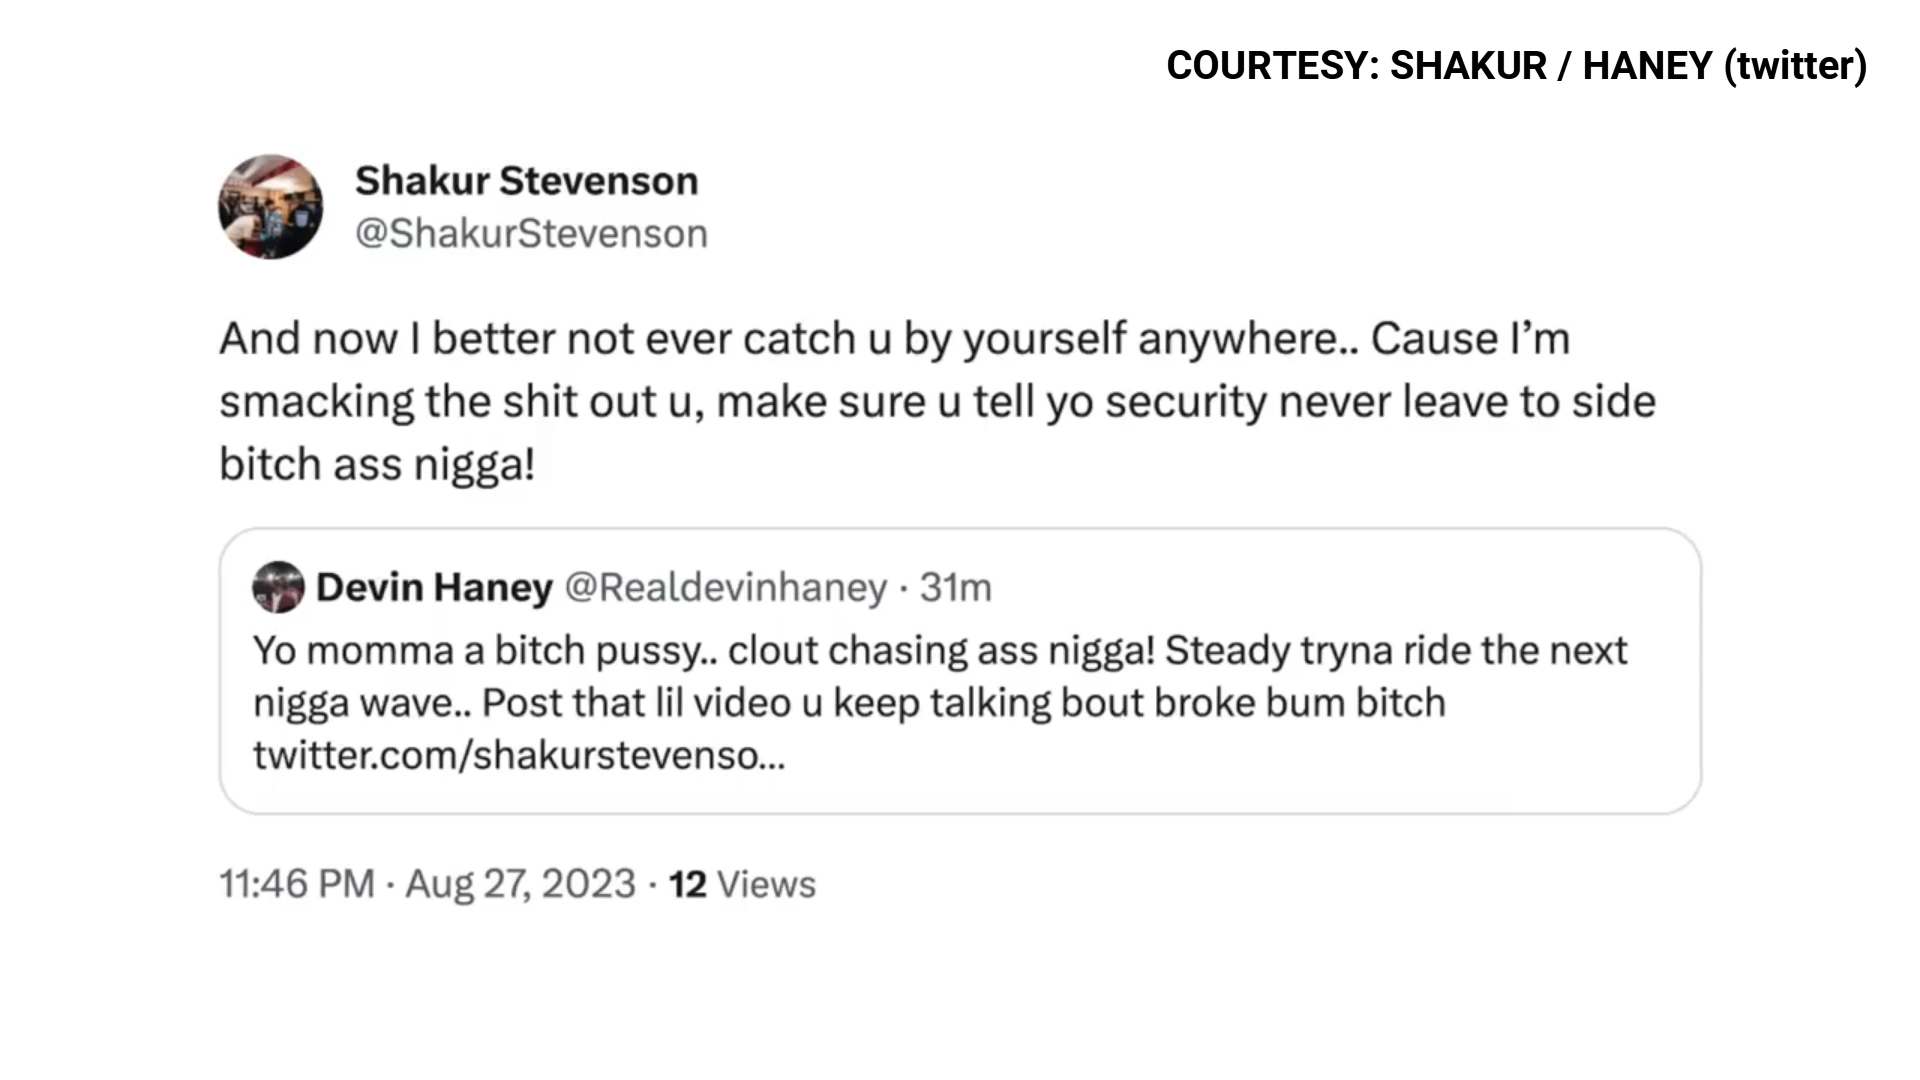 COURTESY: SHAKUR / HANEY (twitter)
Shakur Stevenson
@ShakurStevenson
And now I better not ever catch u by yourself anywhere.. Cause I’m
smacking the shit out u, make sure u tell yo security never leave to side
bitch ass nigga!
Devin Haney @Realdevinhaney · 31m
Yo momma a bitch pussy.. clout chasing ass nigga! Steady tryna ride the next
nigga wave.. Post that lil video u keep talking bout broke bum bitch
twitter.com/shakurstevenso...
11:46 PM · Aug 27, 2023 · 12 Views